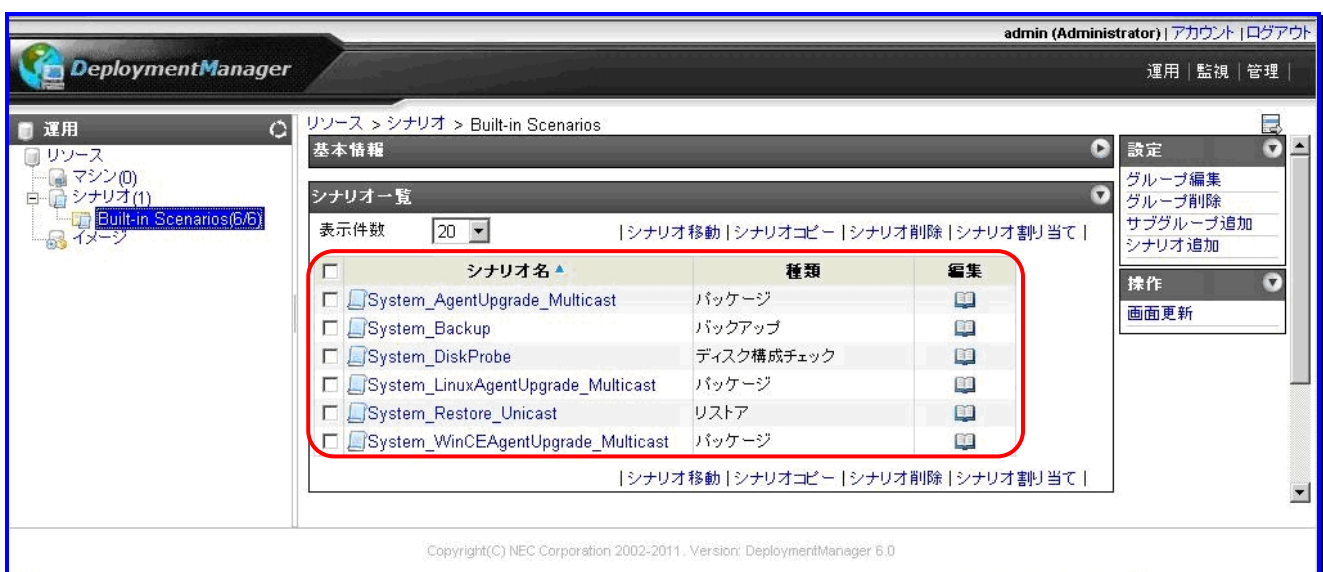 admin (Administrator) | アカウント | ログアウト
DeploymentManager
運用 | 監視 | 管理 |
運用
リソース
マシン(0)
シナリオ(1)
Built-in Scenarios(6/6)
イメージ
リソース > シナリオ > Built-in Scenarios
基本情報
シナリオ一覧
表示件数 20 | シナリオ移動 | シナリオコピー | シナリオ削除 | シナリオ割り当て |
シナリオ名 種類 編集
System_AgentUpgrade_Multicast パッケージ
System_Backup バックアップ
System_DiskProbe ディスク構成チェック
System_LinuxAgentUpgrade_Multicast パッケージ
System_Restore_Unicast リストア
System_WinCEAgentUpgrade_Multicast パッケージ
| シナリオ移動 | シナリオコピー | シナリオ削除 | シナリオ割り当て |
設定
グループ編集
グループ削除
サブグループ追加
シナリオ追加
操作
画面更新
Copyright(C) NEC Corporation 2002-2011. Version: DeploymentManager 6.0